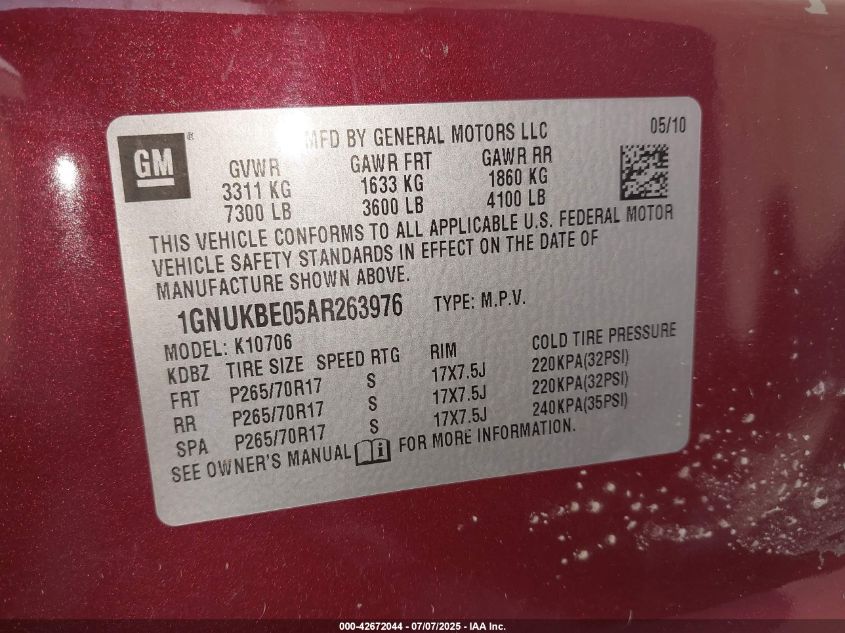 GM
MFD BY GENERAL MOTORS LLC 05/10
GVWR GAWR FRT GAWR RR
3311 KG 1633 KG 1860 KG
7300 LB 3600 LB 4100 LB
THIS VEHICLE CONFORMS TO ALL APPLICABLE U.S. FEDERAL MOTOR
VEHICLE SAFETY STANDARDS IN EFFECT ON THE DATE OF
MANUFACTURE SHOWN ABOVE.
1GNUKBE05AR263976 TYPE: M.P.V.
MODEL: K10706
KDBZ TIRE SIZE SPEED RTG RIM COLD TIRE PRESSURE
FRT P265/70R17 S 17X7.5J 220KPA(32PSI)
RR P265/70R17 S 17X7.5J 220KPA(32PSI)
SPA P265/70R17 S 17X7.5J 240KPA(35PSI)
SEE OWNER'S MANUAL FOR MORE INFORMATION.
000-42672044 - 07/07/2025 - IAA Inc.